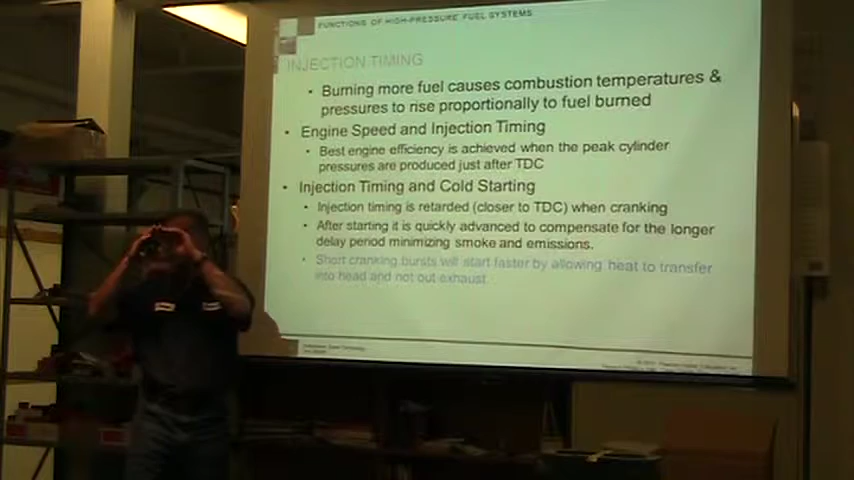 FUNCTIONS OF HIGH-PRESSURE FUEL SYSTEMS
INJECTION TIMING
• Burning more fuel causes combustion temperatures &
pressures to rise proportionally to fuel burned
• Engine Speed and Injection Timing
• Best engine efficiency is achieved when the peak cylinder
pressures are produced just after TDC
• Injection Timing and Cold Starting
• Injection timing is retarded (closer to TDC) when cranking
• After starting it is quickly advanced to compensate for the longer
delay period minimizing smoke and emissions.
• Short cranking bursts will start faster by allowing heat to transfer
into head and not out exhaust